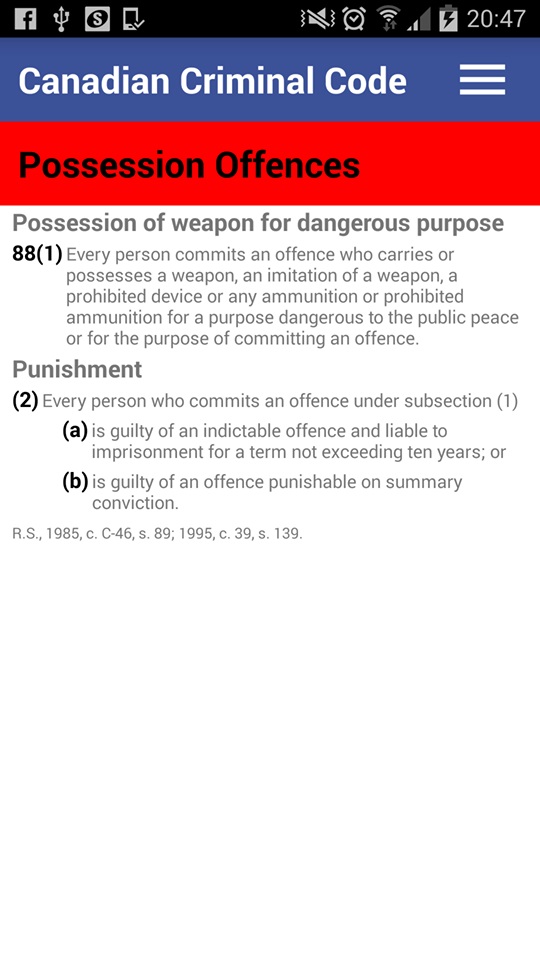 20:47
Canadian Criminal Code
Possession Offences
Possession of weapon for dangerous purpose
88(1) Every person commits an offence who carries or
possesses a weapon, an imitation of a weapon, a
prohibited device or any ammunition or prohibited
ammunition for a purpose dangerous to the public peace
or for the purpose of committing an offence.
Punishment
(2) Every person who commits an offence under subsection (1)
(a) is guilty of an indictable offence and liable to
imprisonment for a term not exceeding ten years; or
(b) is guilty of an offence punishable on summary
conviction.
R.S., 1985, c. C-46, s. 89; 1995, c. 39, s. 139.